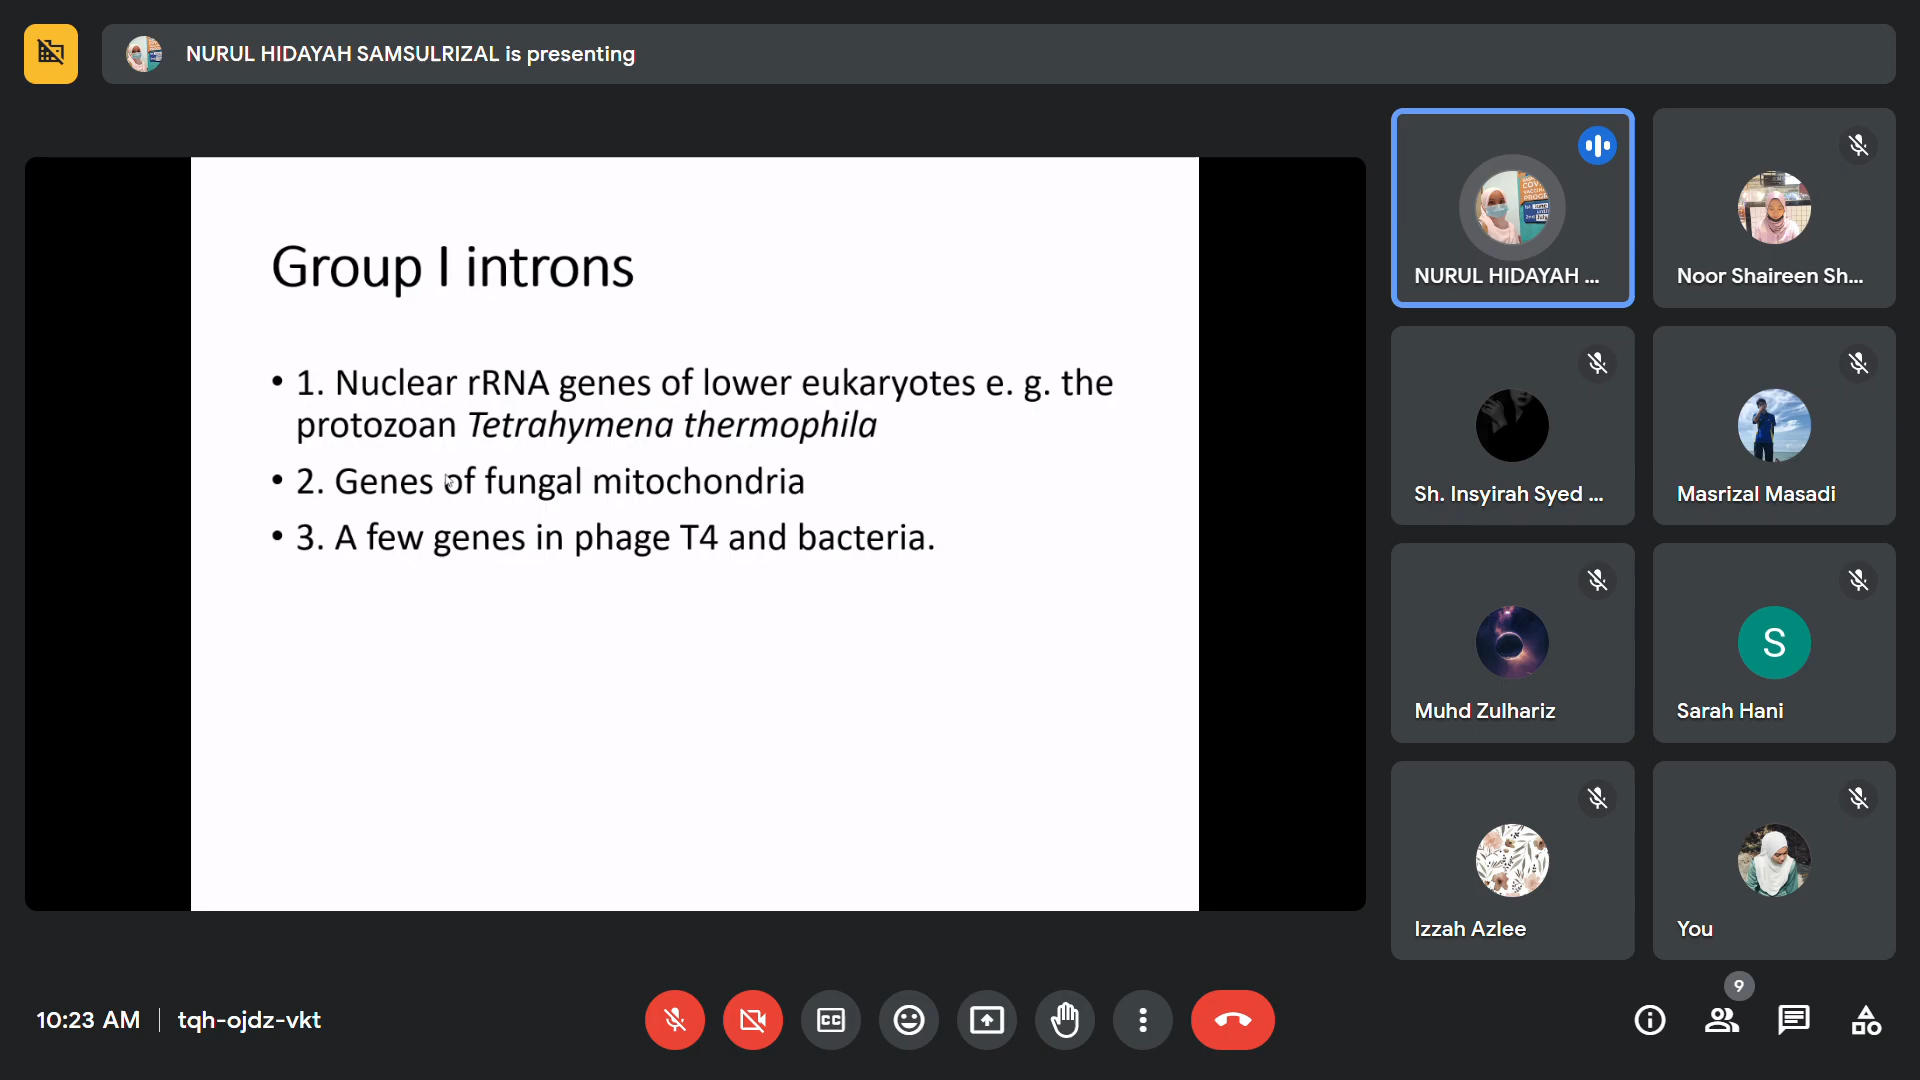 NURUL HIDAYAH SAMSULRIZAL is presenting
Group I introns
• 1. Nuclear rRNA genes of lower eukaryotes e. g. the
protozoan Tetrahymena thermophila
• 2. Genes of fungal mitochondria
• 3. A few genes in phage T4 and bacteria.
NURUL HIDAYAH ...
Noor Shaireen Sh...
Sh. Insyirah Syed ...
Masrizal Masadi
Muhd Zulhariz
S
Sarah Hani
Izzah Azlee
You
10:23 AM
tqh-ojdz-vkt
CC
9